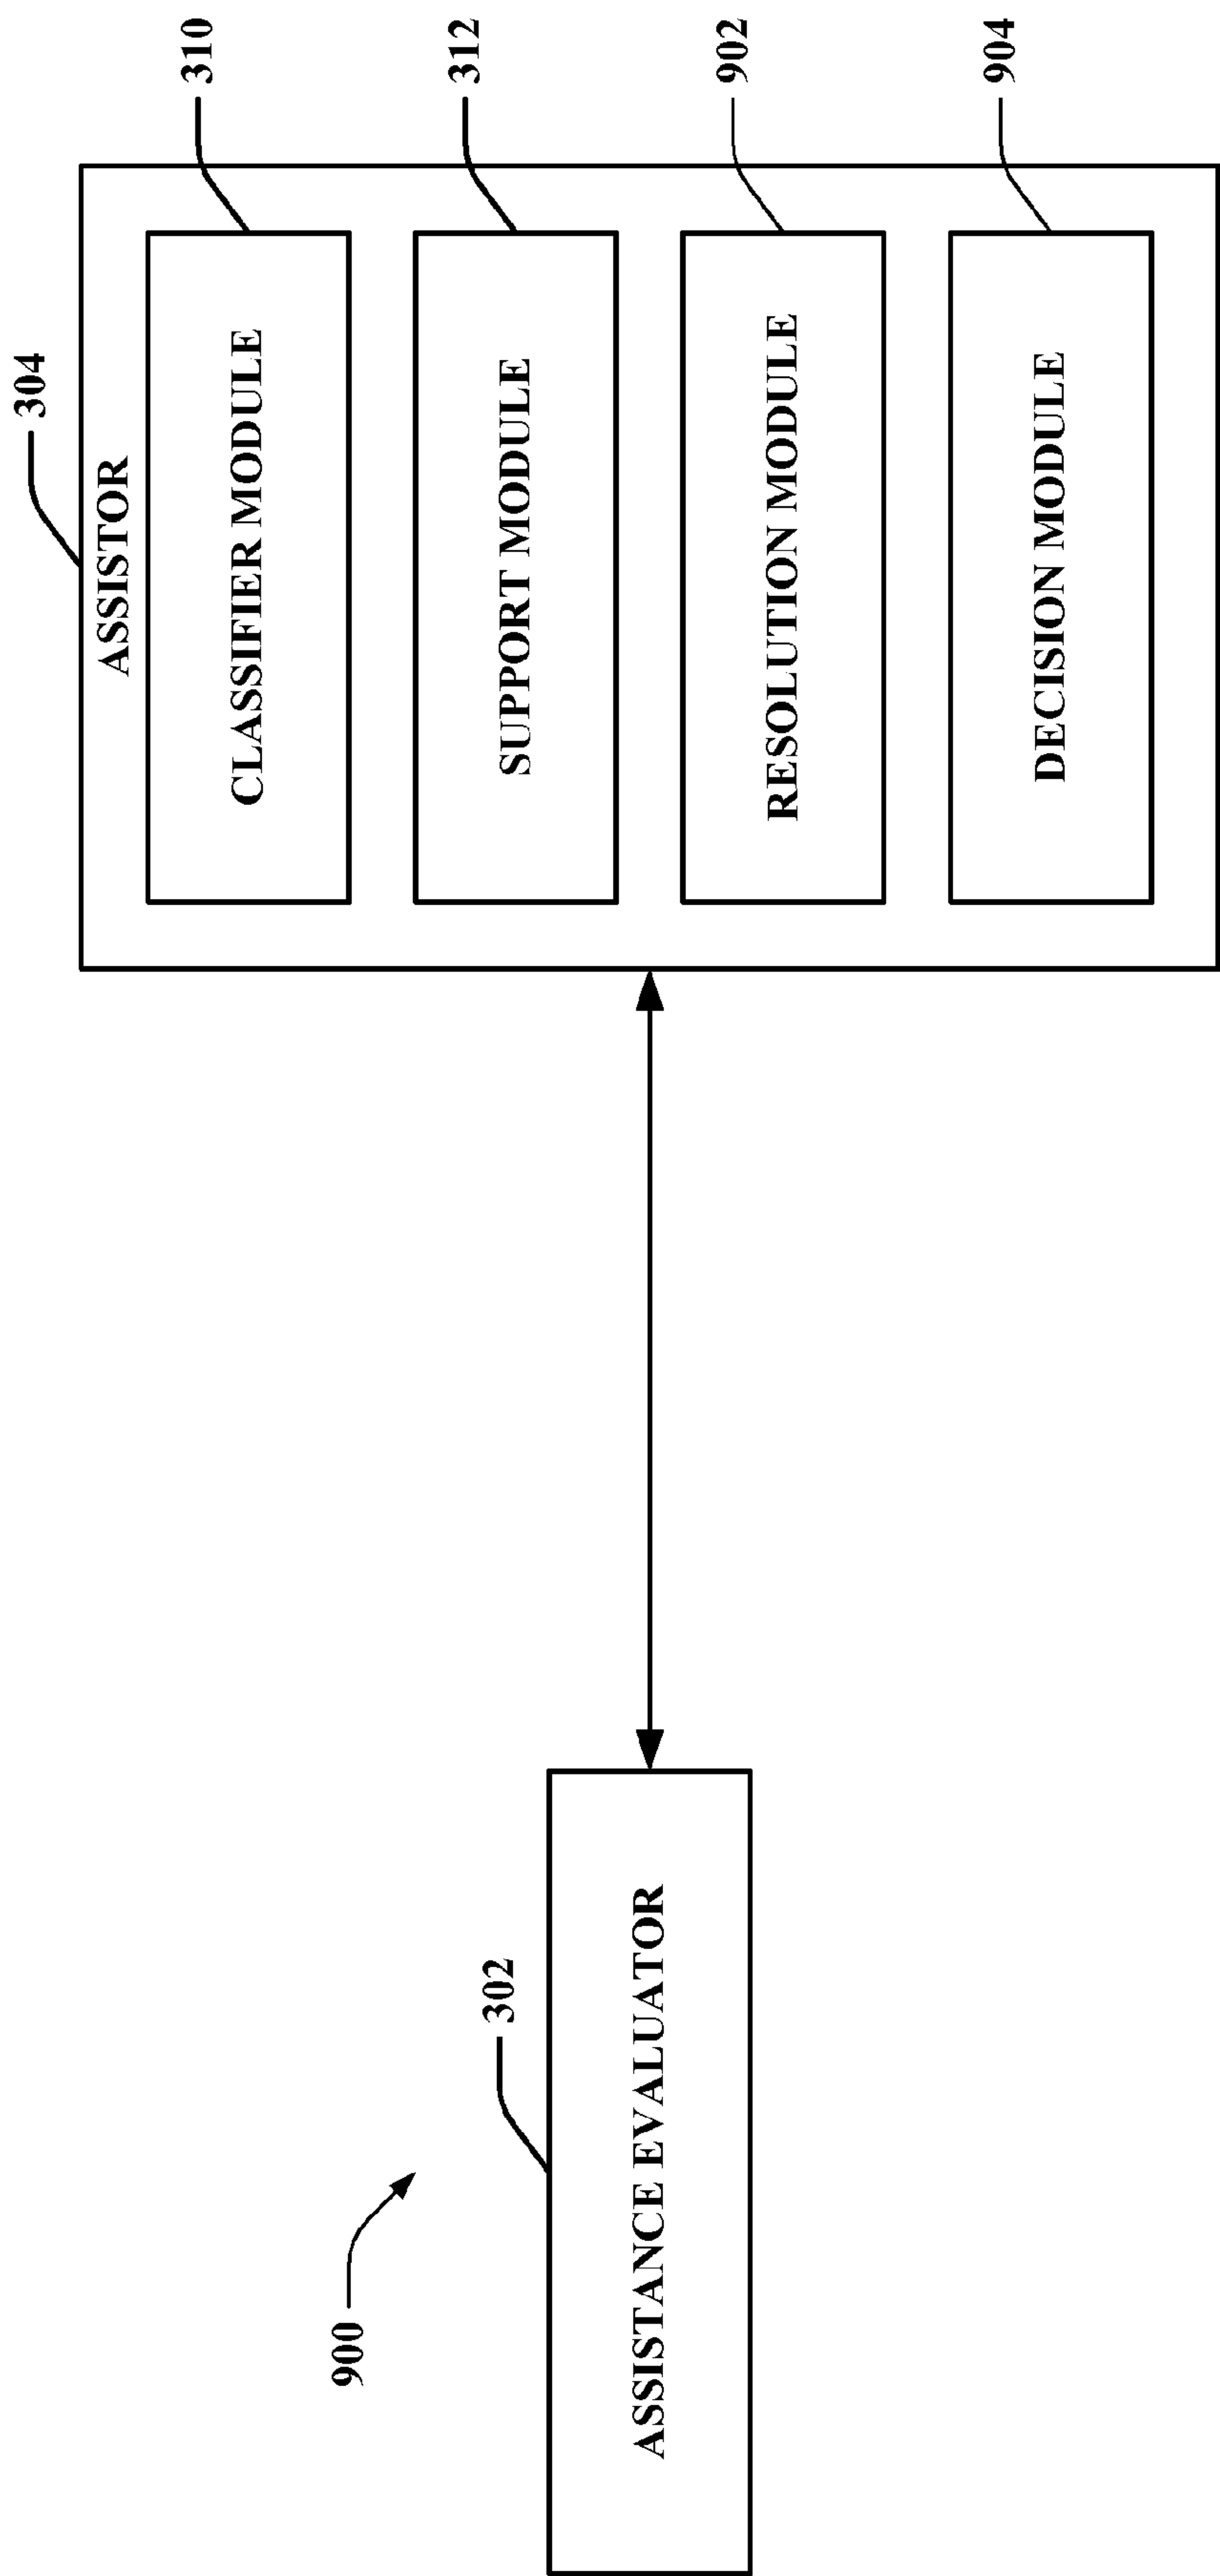 900
302
ASSISTANCE EVALUATOR
304
ASSISTOR
CLASSIFIER MODULE
310
SUPPORT MODULE
312
RESOLUTION MODULE
902
DECISION MODULE
904